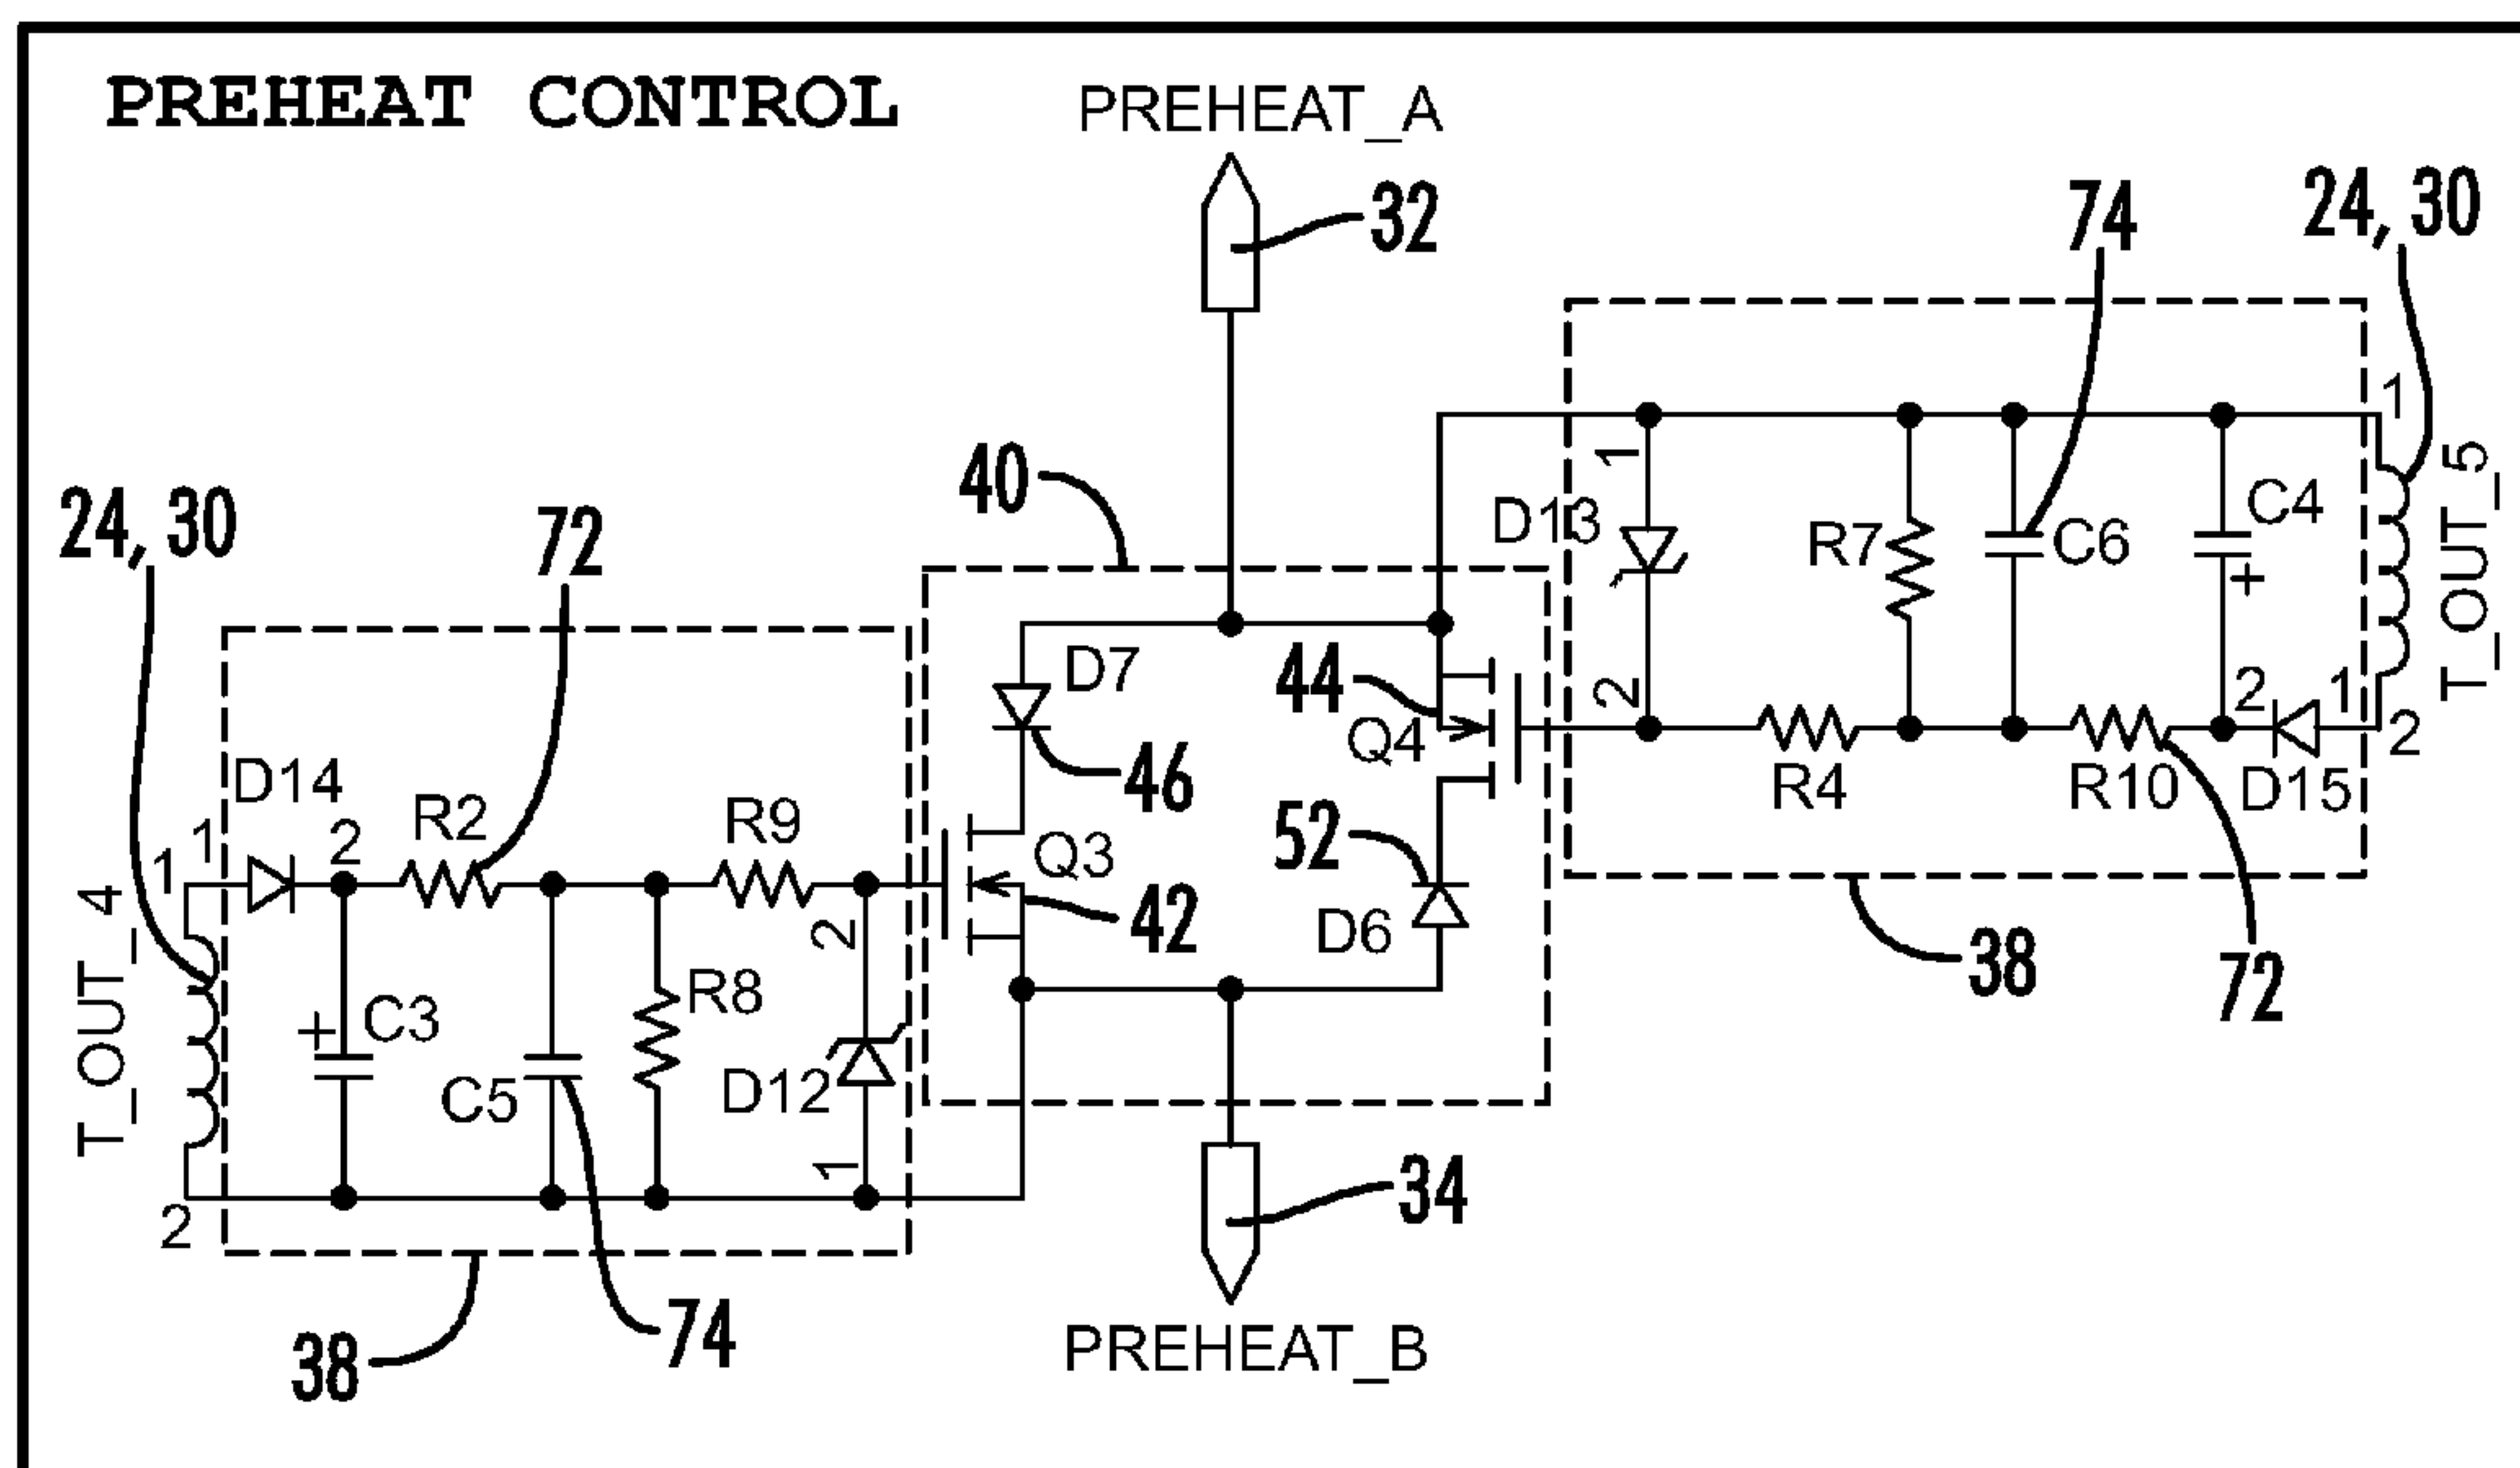 PREHEAT CONTROL
PREHEAT_A
32
74
24, 30
1
40
1
D13
R7
C6
C4
+
T_OUT_5
24, 30
72
D7
44
Q4
2
R4
R10
2
1
D15
2
46
D14
1
1
2
R2
R9
Q3
42
52
D6
38
72
T_OUT_4
+
C3
C5
R8
2
D12
1
2
34
38
74
PREHEAT_B